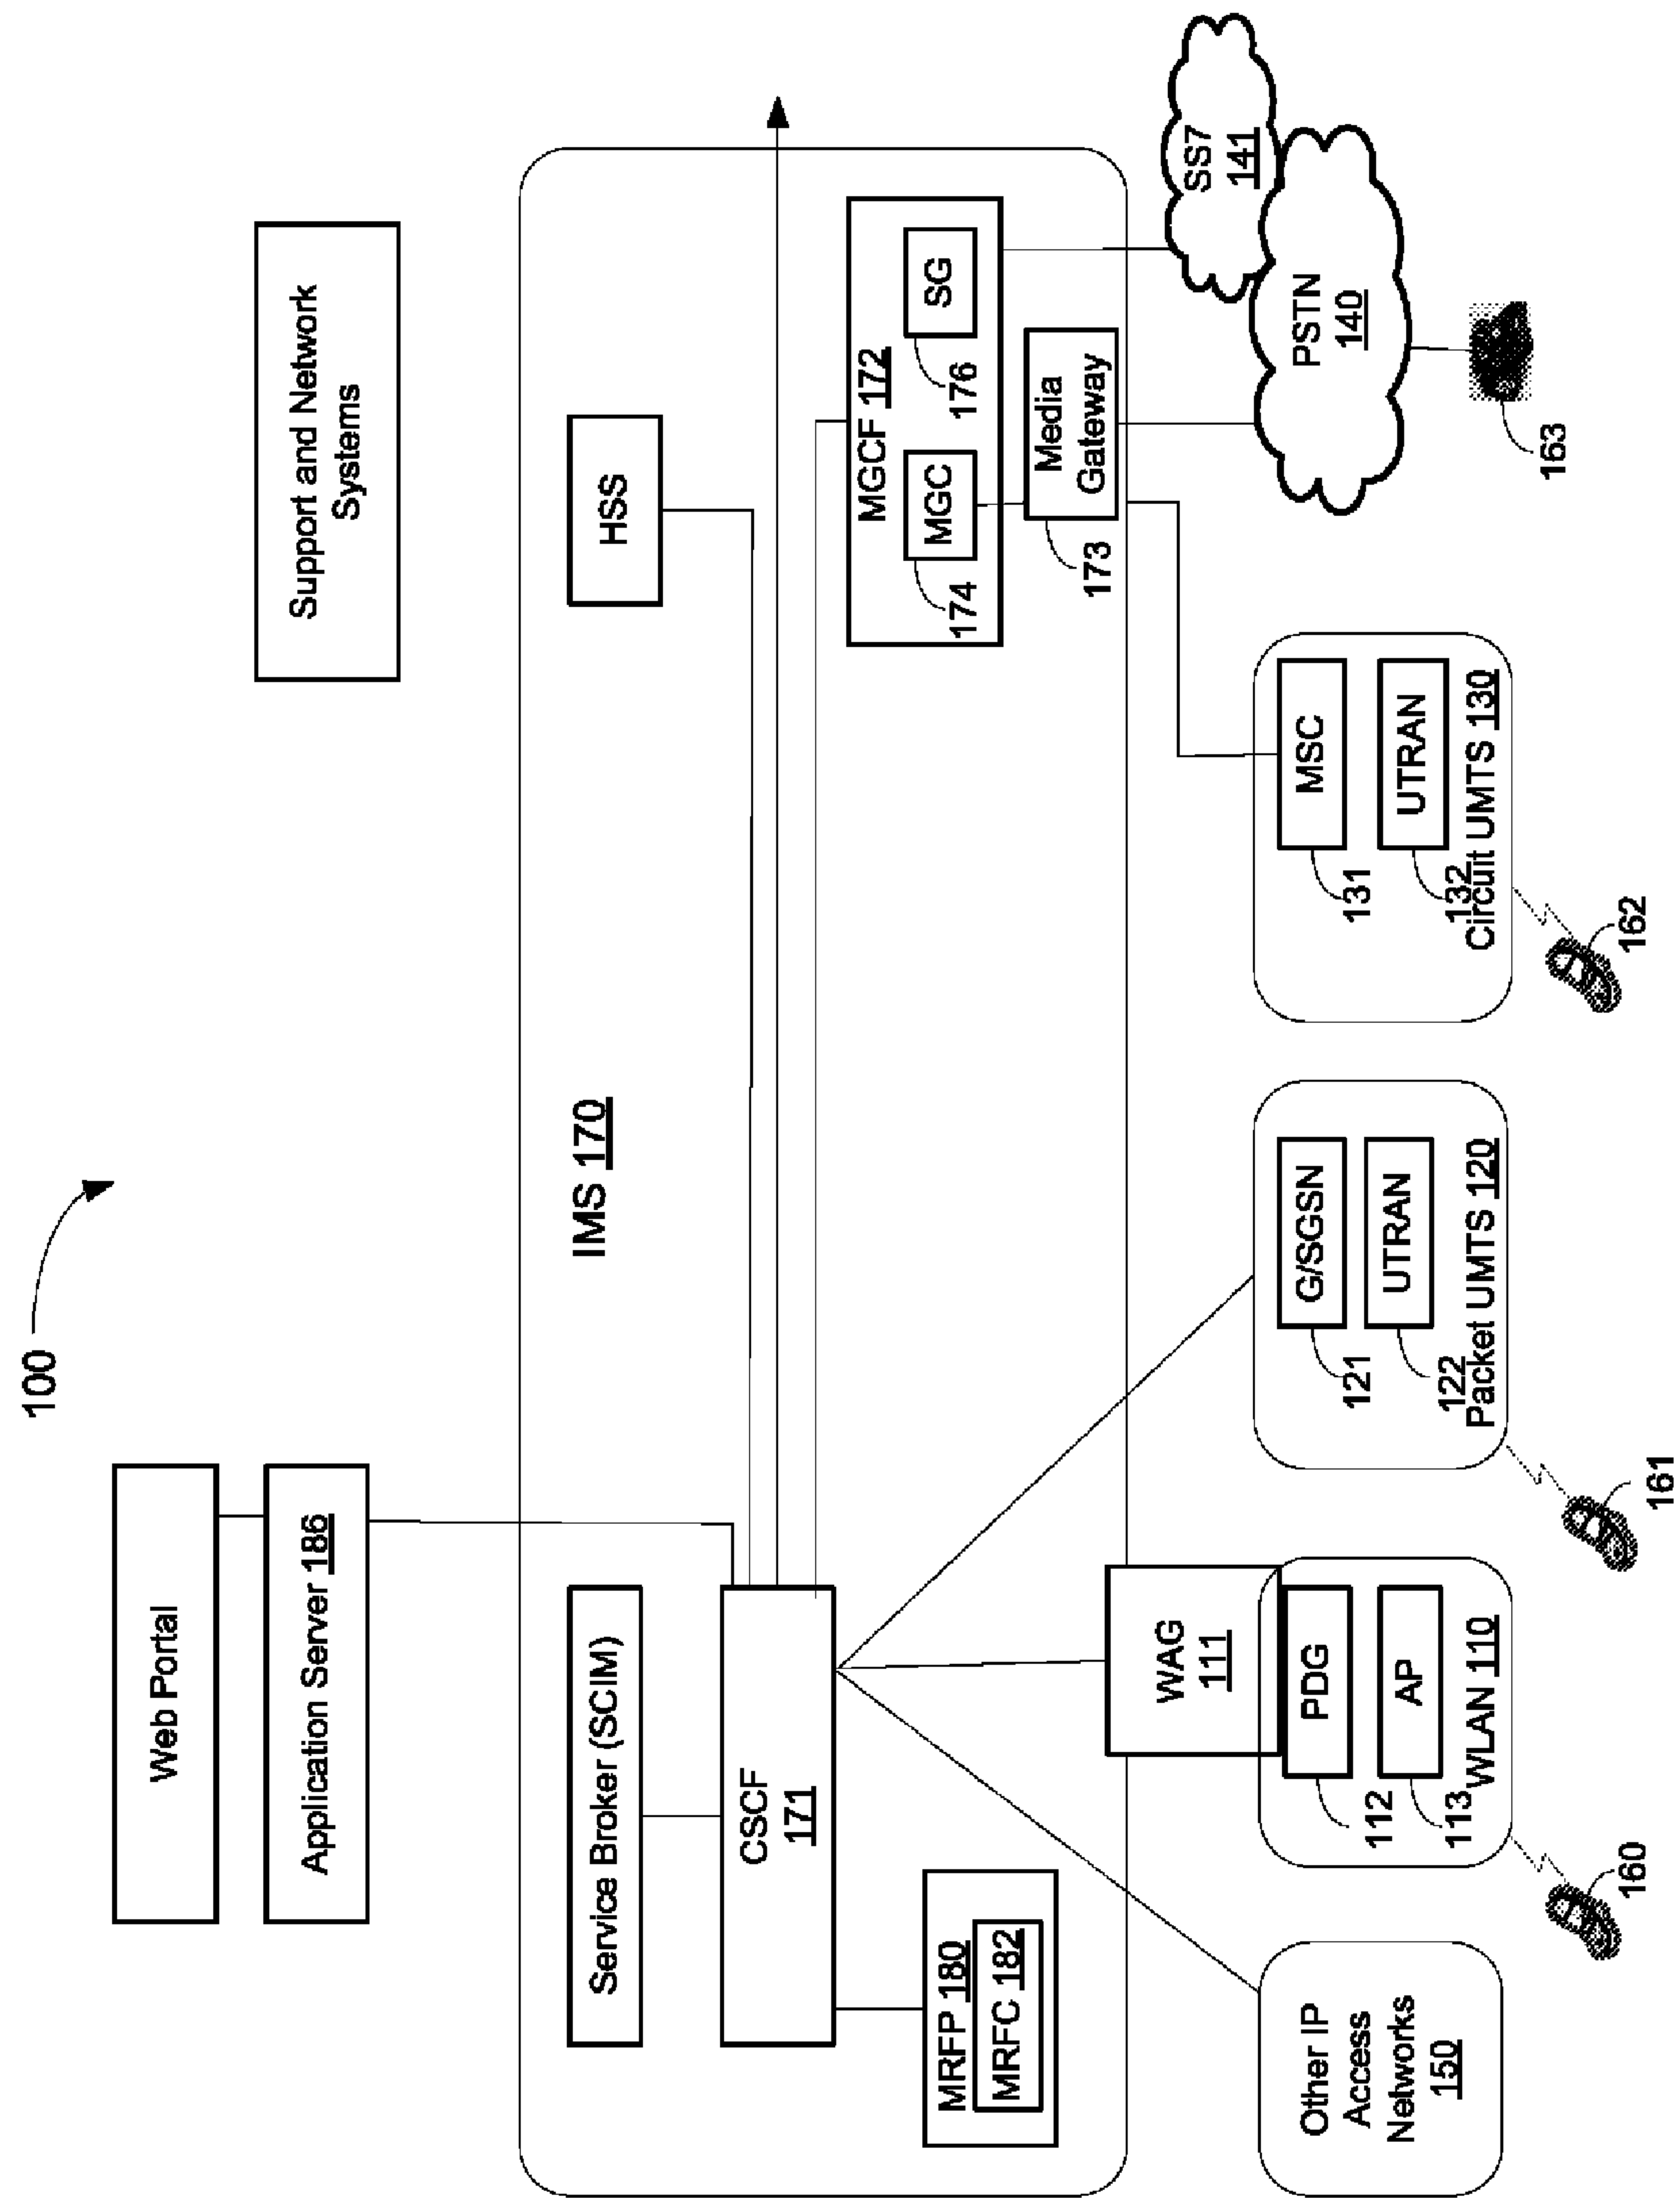 100
Web Portal
Application Server 186
Support and Network
Systems
IMS 170
Service Broker (SCIM)
HSS
CSCF
171
MRFP 180
MRFC 182
MGCF 172
MGC
SG
174
176
Media
Gateway
173
WAG
111
SS7
141
PSTN
140
Other IP
Access
Networks
150
PDG
112
AP
113
WLAN 110
G/SGSN
121
UTRAN
122
Packet UMTS 120
MSC
131
UTRAN
132
Circuit UMTS 130
160
161
162
163